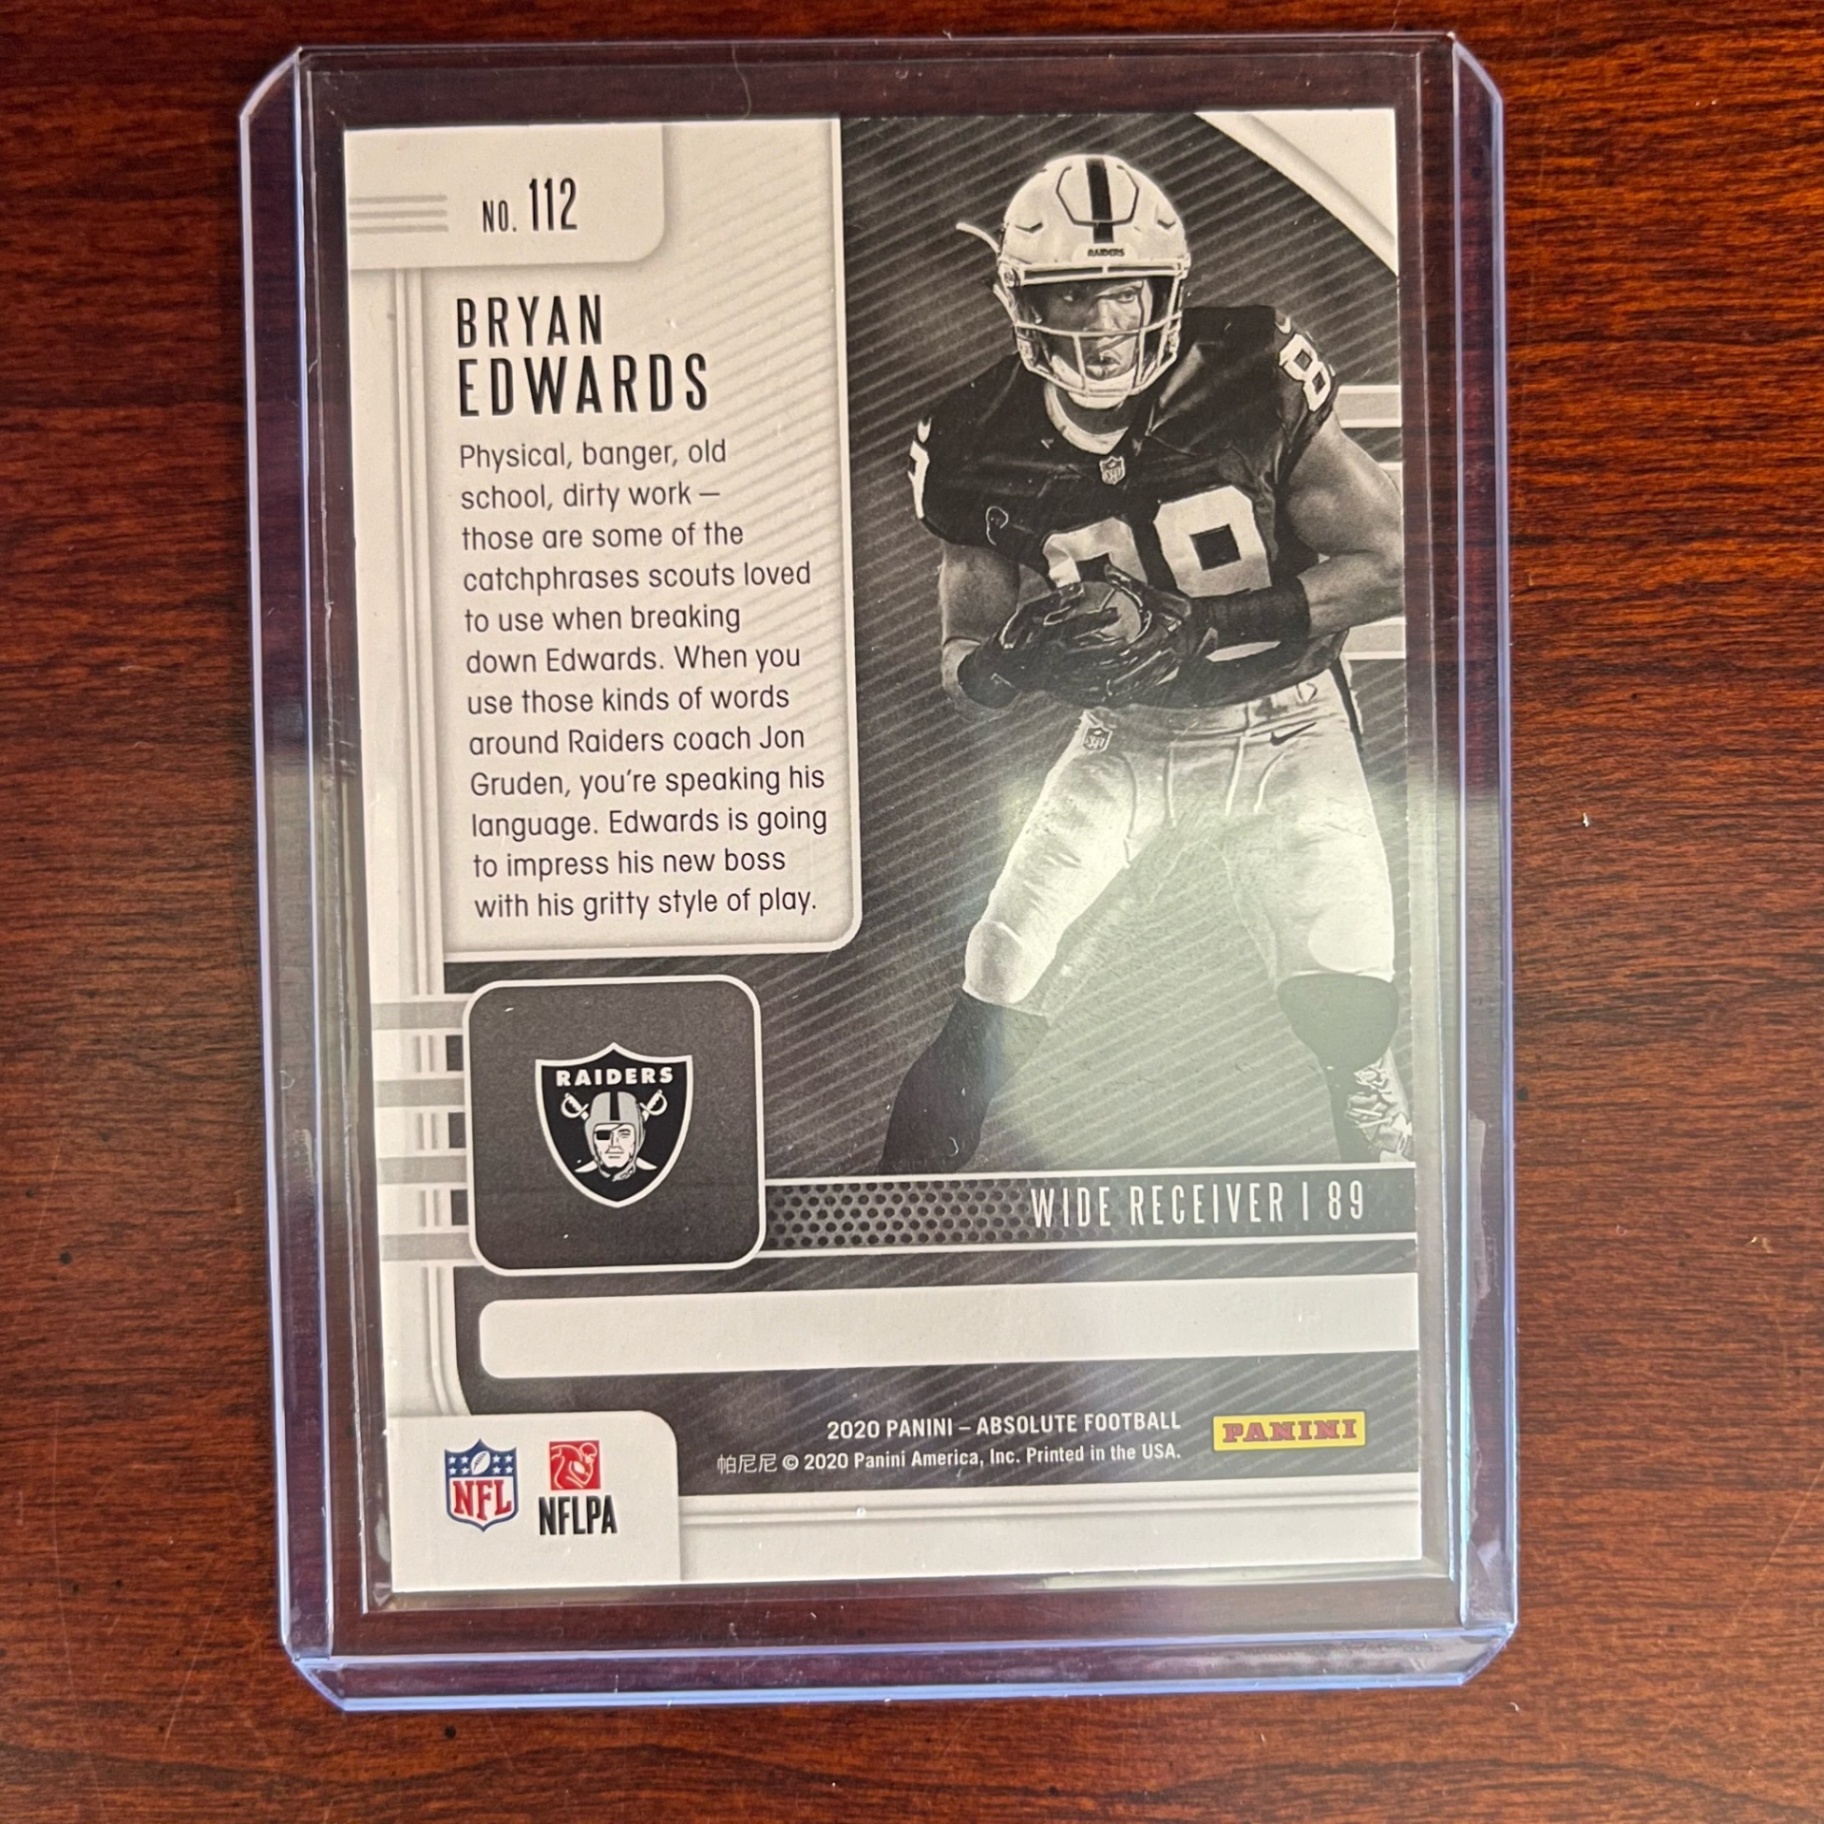 NO. 112
BRYAN
EDWARDS
Physical, banger, old
school, dirty work –
those are some of the
catchphrases scouts loved
to use when breaking
down Edwards. When you
use those kinds of words
around Raiders coach Jon
Gruden, you're speaking his
language. Edwards is going
to impress his new boss
with his gritty style of play.
RAIDERS
89
89
RAIDERS
WIDE RECEIVER | 89
2020 PANINI – ABSOLUTE FOOTBALL
帕尼尼 © 2020 Panini America, Inc. Printed in the USA.
PANINI
NFL
NFLPA